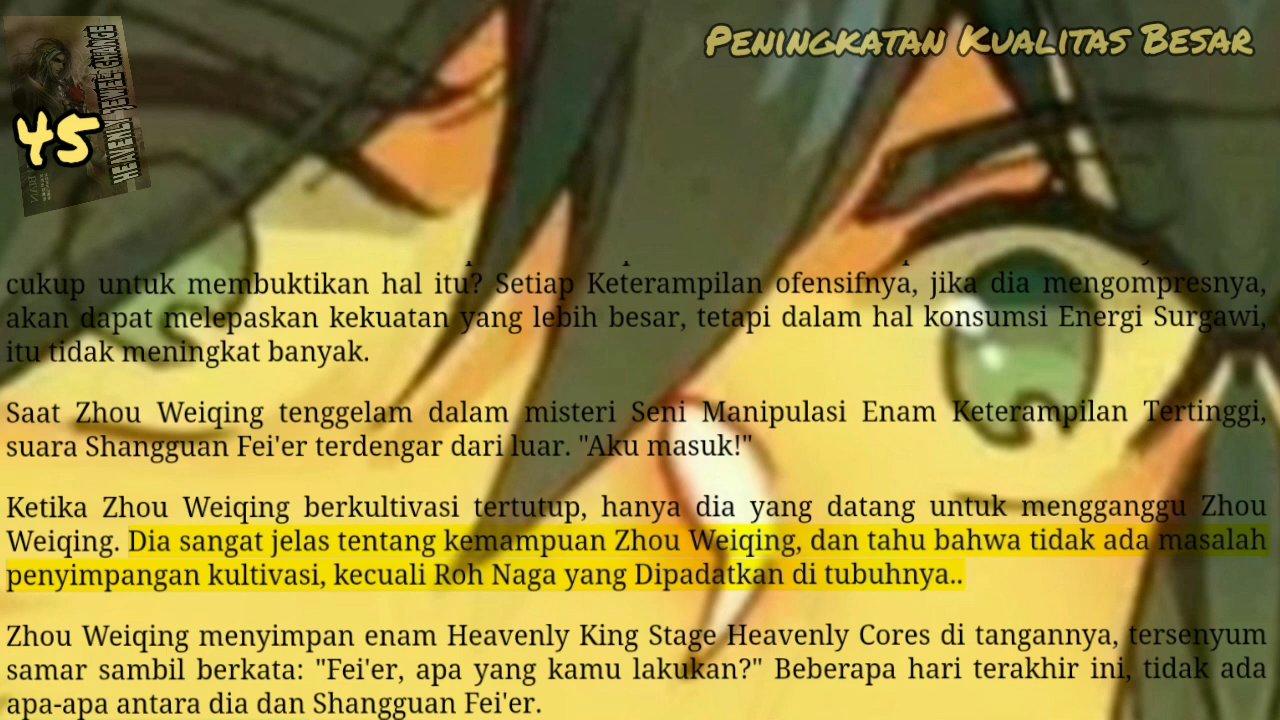 Peningkatan Kualitas Besar
HEAVENLY JEWEL CHANGE
45
cukup untuk membuktikan hal itu? Setiap Keterampilan ofensifnya, jika dia mengompresnya,
akan dapat melepaskan kekuatan yang lebih besar, tetapi dalam hal konsumsi Energi Surgawi,
itu tidak meningkat banyak.
Saat Zhou Weiqing tenggelam dalam misteri Seni Manipulasi Enam Keterampilan Tertinggi,
suara Shangguan Fei'er terdengar dari luar. "Aku masuk!"
Ketika Zhou Weiqing berkultivasi tertutup, hanya dia yang datang untuk mengganggu Zhou
Weiqing. Dia sangat jelas tentang kemampuan Zhou Weiqing, dan tahu bahwa tidak ada masalah
penyimpangan kultivasi, kecuali Roh Naga yang Dipadatkan di tubuhnya..
Zhou Weiqing menyimpan enam Heavenly King Stage Heavenly Cores di tangannya, tersenyum
samar sambil berkata: "Fei'er, apa yang kamu lakukan?" Beberapa hari terakhir ini, tidak ada
apa-apa antara dia dan Shangguan Fei'er.